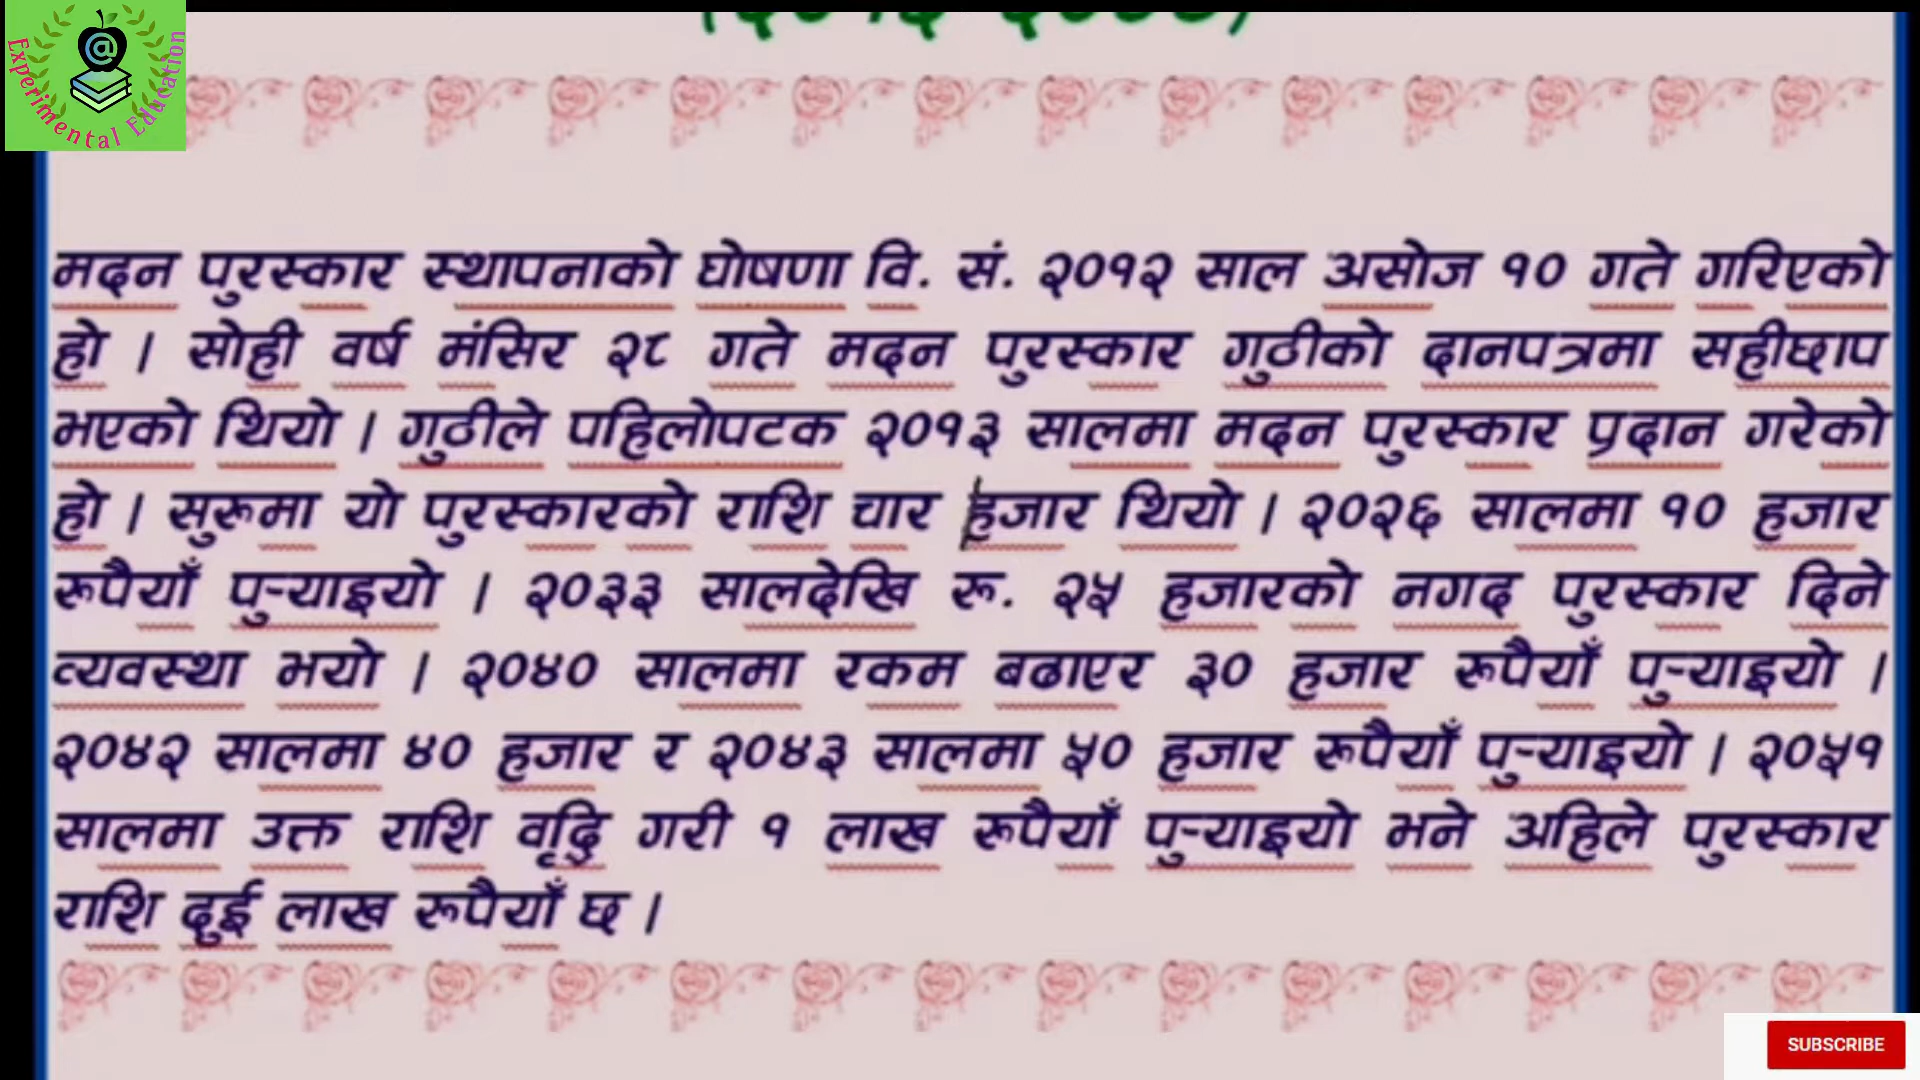 Experimental Education
@
मदन पुरस्कार स्थापनाको घोषणा वि. सं. २०१२ साल असोज १० गते गरिएको
हो । सोही वर्ष मंसिर २८ गते मदन पुरस्कार गुठीको दानपत्रमा सहीछाप
भएको थियो । गुठीले पहिलोपटक २०१३ सालमा मदन पुरस्कार प्रदान गरेको
हो । सुरूमा यो पुरस्कारको राशि चार हजार थियो । २०२६ सालमा १० हजार
रूपैयाँ पुर्‍याइयो । २०३३ सालदेखि रू. २५ हजारको नगद पुरस्कार दिने
व्यवस्था भयो । २०४० सालमा रकम बढाएर ३० हजार रूपैयाँ पुर्‍याइयो ।
२०४२ सालमा ४० हजार र २०४३ सालमा ५० हजार रूपैयाँ पुर्‍याइयो । २०५१
सालमा उक्त राशि वृद्धि गरी १ लाख रूपैयाँ पुर्‍याइयो भने अहिले पुरस्कार
राशि दुई लाख रूपैयाँ छ ।
SUBSCRIBE